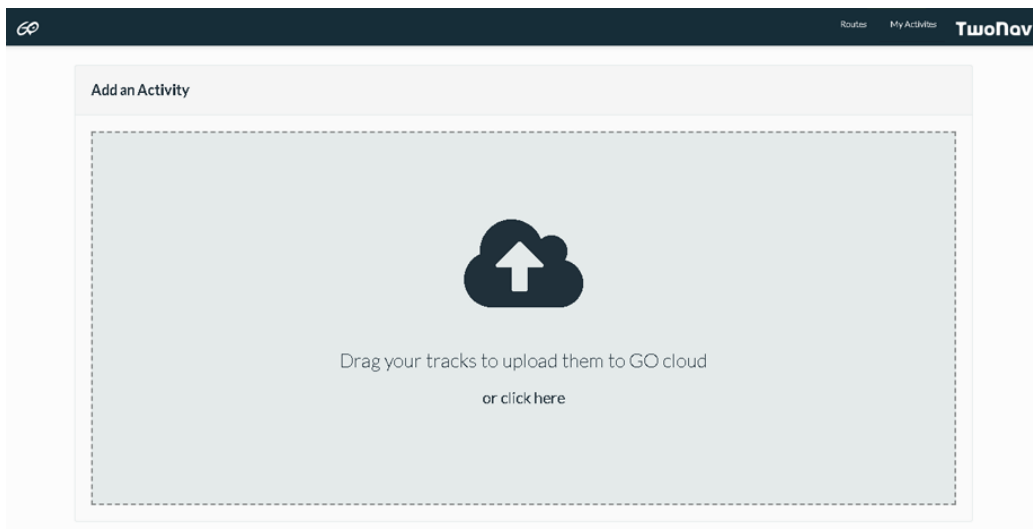 GO
Routes
My Activites
TwoNav
Add an Activity
Drag your tracks to upload them to GO cloud
or click here